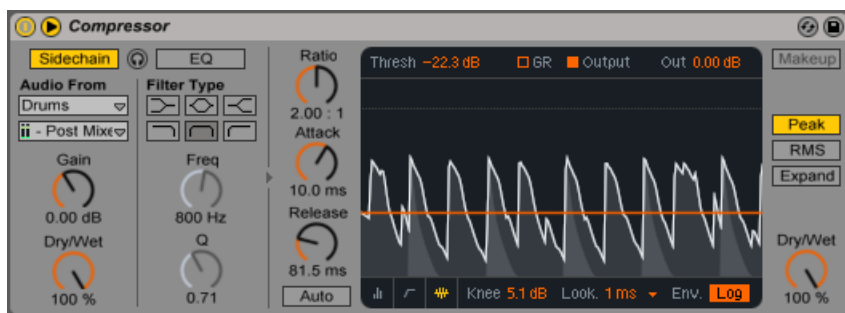 Compressor
Sidechain EQ
Audio From Filter Type
Drums
ii - Post Mixe
Gain Freq
0.00 dB 800 Hz
Dry/Wet Q
100 % 0.71
Ratio
2.00 : 1
Attack
10.0 ms
Release
81.5 ms
Auto
Thresh -22.3 dB GR Output Out 0.00 dB
Knee 5.1 dB Look. 1 ms Env. Log
Makeup
Peak
RMS
Expand
Dry/Wet
100 %